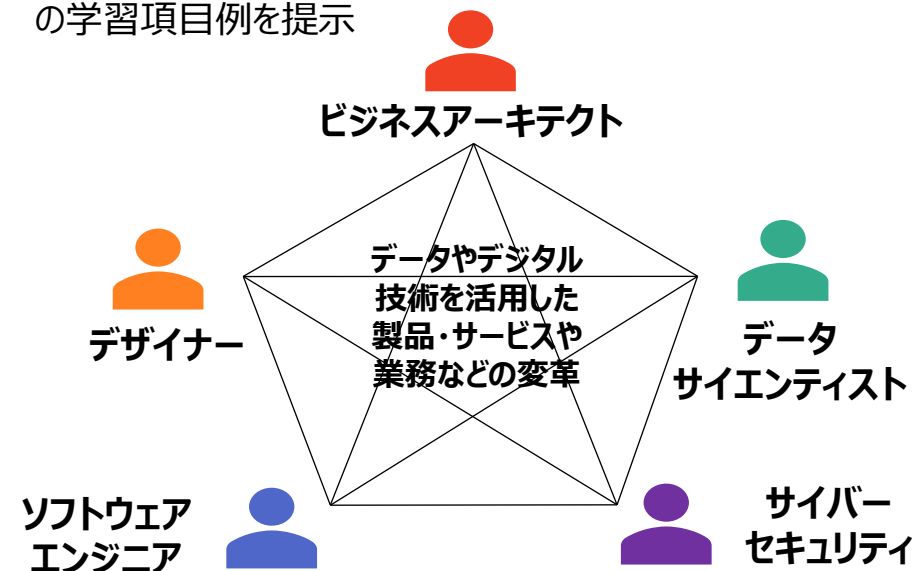 の学習項目例を提示
ビジネスアーキテクト
データやデジタル
技術を活用した
製品・サービスや
業務などの変革
デザイナー
データ
サイエンティスト
ソフトウェア
エンジニア
サイバー
セキュリティ